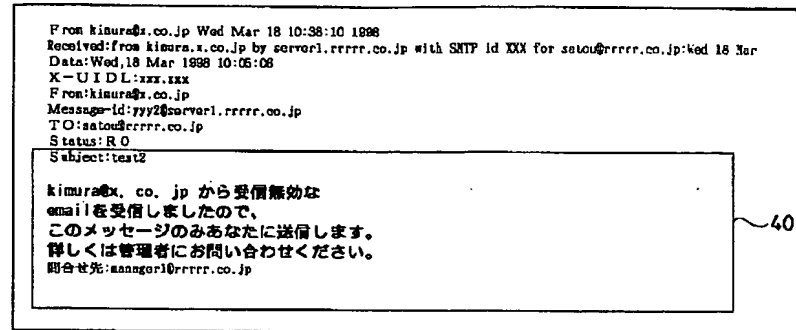 From kimura@x.co.jp Wed Mar 18 10:38:10 1998
Received:from kimura.x.co.jp by server1.rrrrr.co.jp with SMTP id XXX for satou@rrrrr.co.jp:Wed 18 Mar
Data:Wed,18 Mar 1998 10:05:06
X-UIDL:xxx.xxx
From:kimura@x.co.jp
Message-id:yyy2@server1.rrrrr.co.jp
TO:satou@rrrrr.co.jp
Status:RO
Subject:test2
kimura@x. co. jp から受信無効な
emailを受信しましたので、
このメッセージのみあなたに送信します。
詳しくは管理者にお問い合わせください。
問合せ先:manager1@rrrrr.co.jp
40